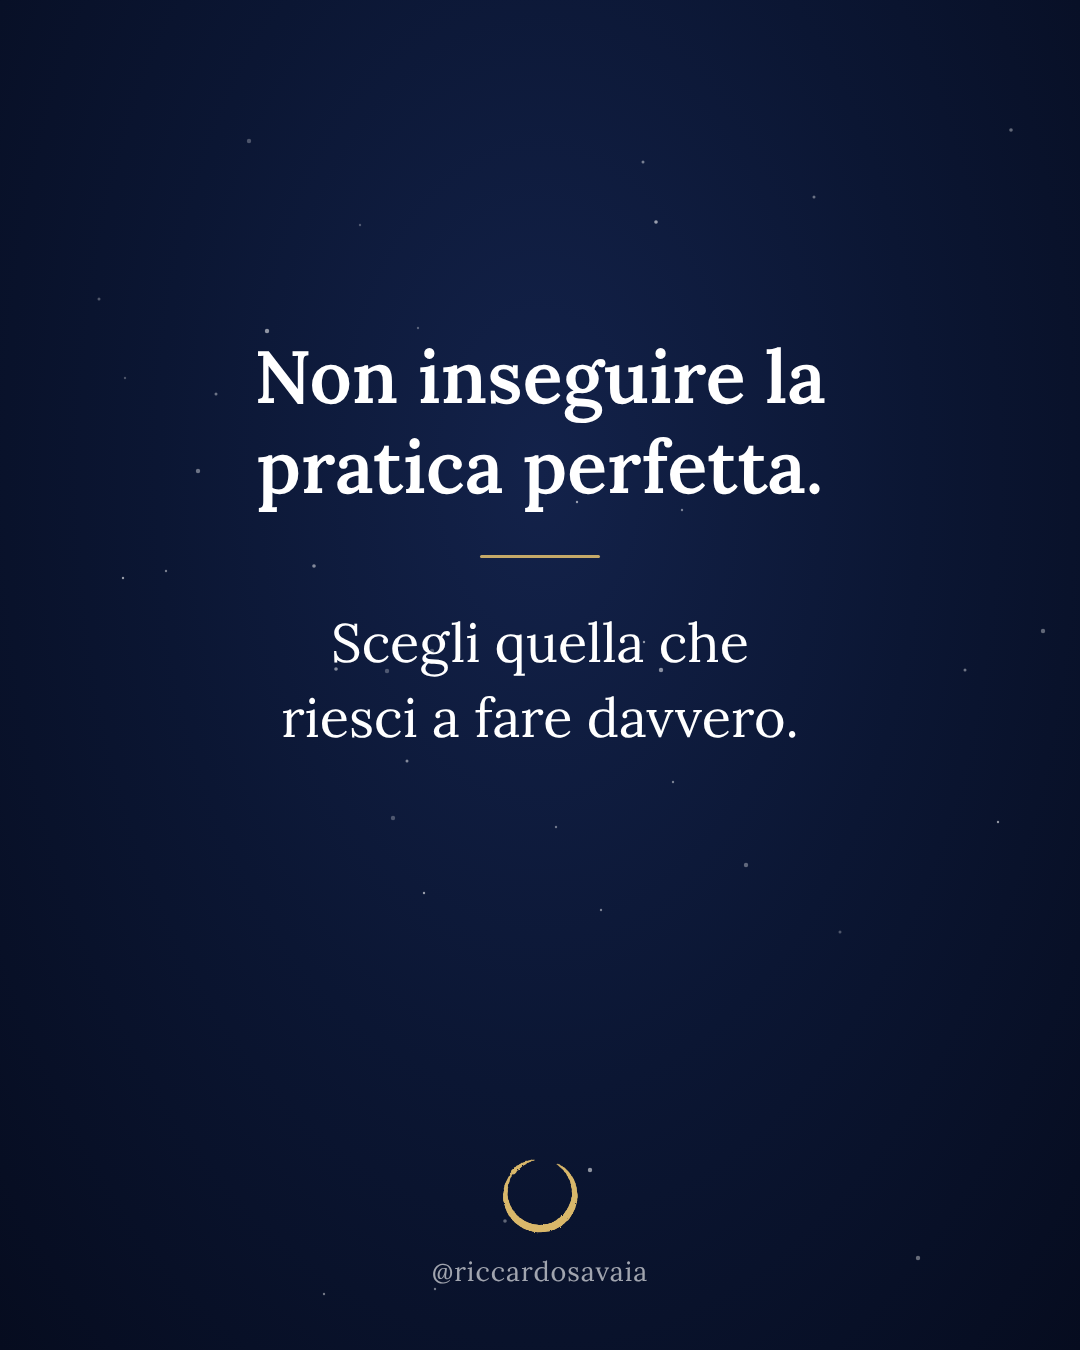 Non inseguire la
pratica perfetta.
Scegli quella che
riesci a fare davvero.
@riccardosavaia